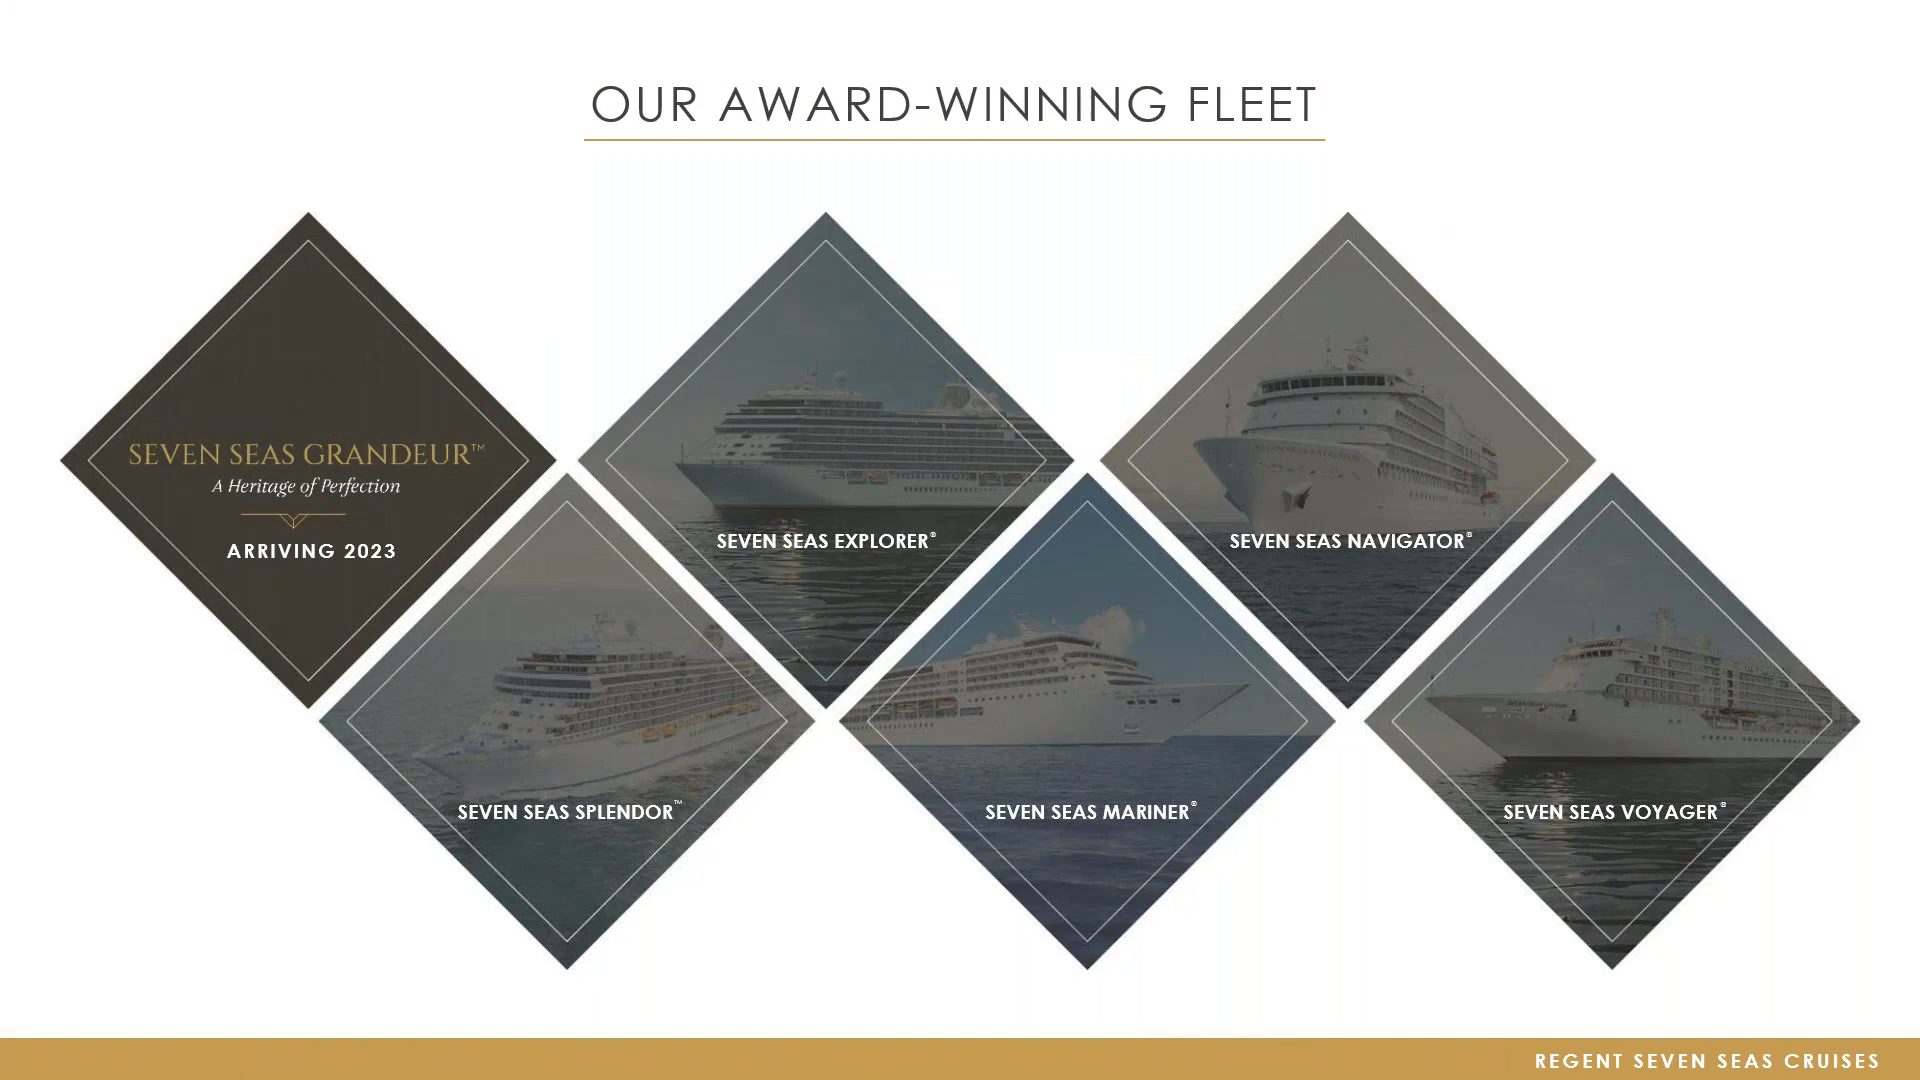 OUR AWARD-WINNING FLEET
SEVEN SEAS GRANDEUR™
A Heritage of Perfection
ARRIVING 2023
SEVEN SEAS EXPLORER®
SEVEN SEAS NAVIGATOR®
SEVEN SEAS SPLENDOR™
SEVEN SEAS MARINER®
SEVEN SEAS VOYAGER®
REGENT SEVEN SEAS CRUISES